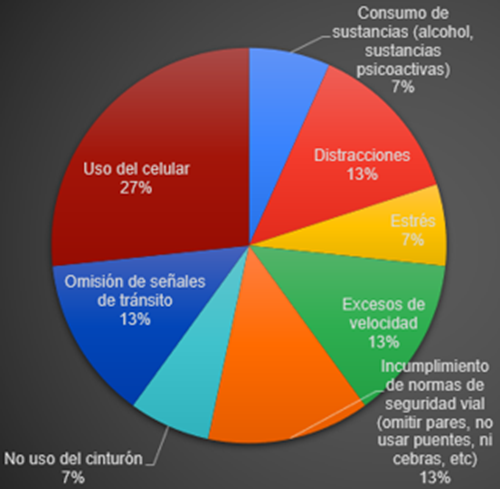 Consumo de
sustancias (alcohol,
sustancias
psicoactivas)
7%
Distracciones
13%
Estrés
7%
Excesos de
velocidad
13%
Incumplimiento
de normas de
seguridad vial
(omitir pares, no
usar puentes, ni
cebras, etc)
13%
No uso del cinturón
7%
Omisión de señales
de tránsito
13%
Uso del celular
27%